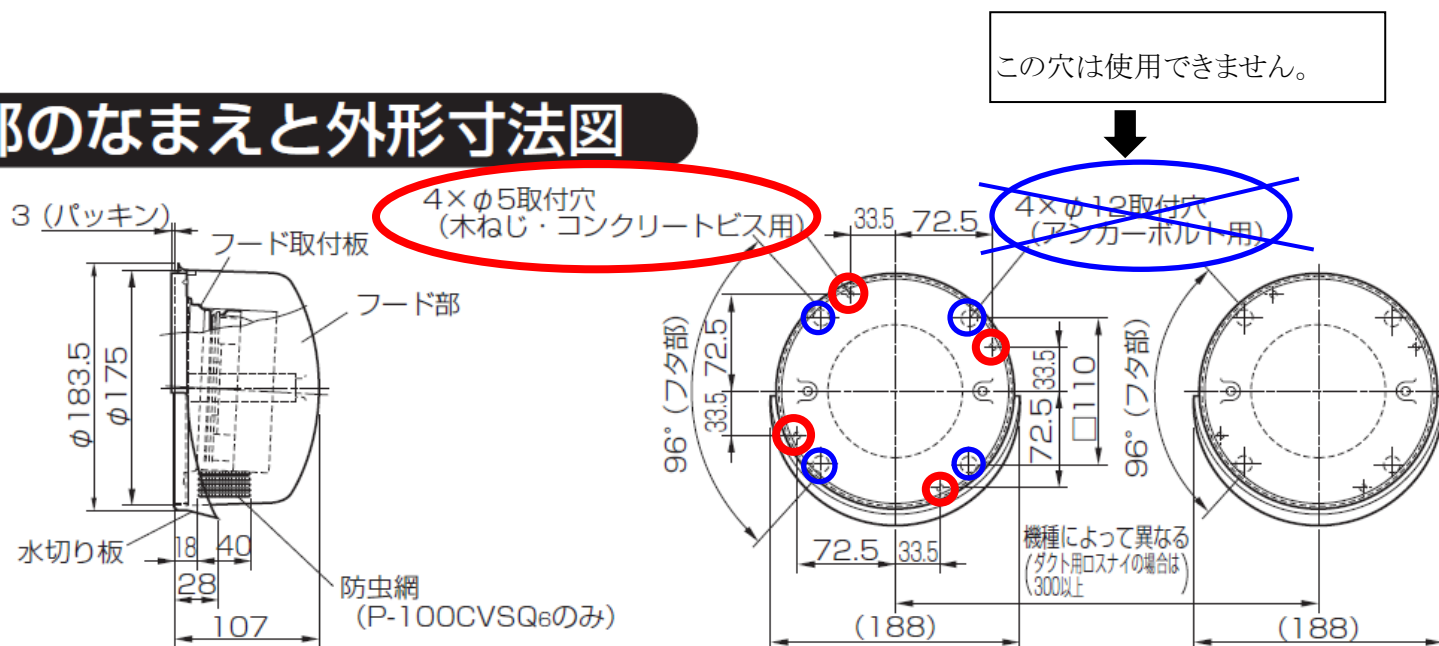 この穴は使用できません。
部のなまえと外形寸法図
4×φ5取付穴
(木ねじ・コンクリートビス用)
4×φ12取付穴
(アンカーボルト用)
3 (パッキン)
フード取付板
フード部
φ183.5
φ175
水切り板
18
40
28
107
防虫網
(P-100CVSQ6のみ)
33.5
72.5
96°(フタ部)
72.5
33.5
33.5
72.5
□110
72.5
33.5
(188)
機種によって異なる
(ダクト用ロスナイの場合は
300以上)
96°(フタ部)
(188)